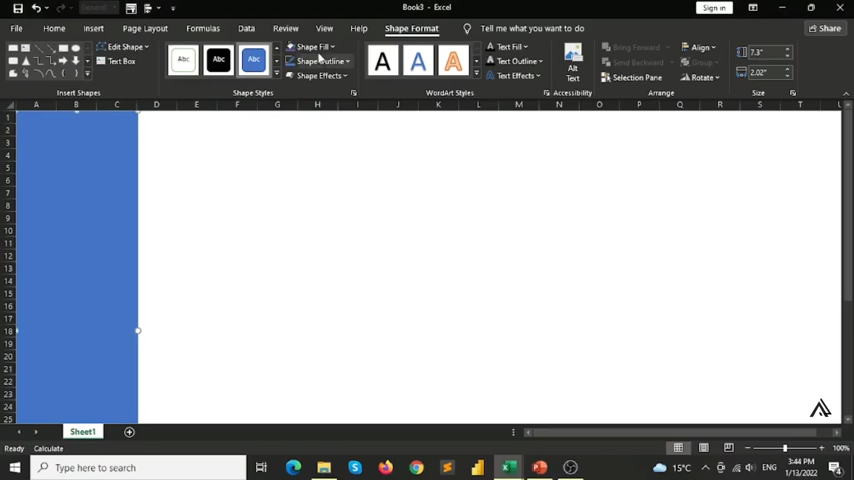 Book3 - Excel
Sign in
File Home Insert Page Layout Formulas Data Review View Help Shape Format Tell me what you want to do Share
Edit Shape
Text Box
Insert Shapes
Abc Abc Abc
Shape Fill
Shape Outline
Shape Effects
Shape Styles
A A A
Text Fill
Text Outline
Text Effects
WordArt Styles
Alt
Text
Accessibility
Bring Forward
Send Backward
Selection Pane
Align
Group
Rotate
Arrange
7.3"
2.02"
Size
A B C D E F G H I J K L M N O P Q R S T U
1
2
3
4
5
6
7
8
9
10
11
12
13
14
15
16
17
18
19
20
21
22
23
24
25
Sheet1
Ready Calculate 100%
Type here to search
15°C ENG
3:44 PM
1/13/2022
4